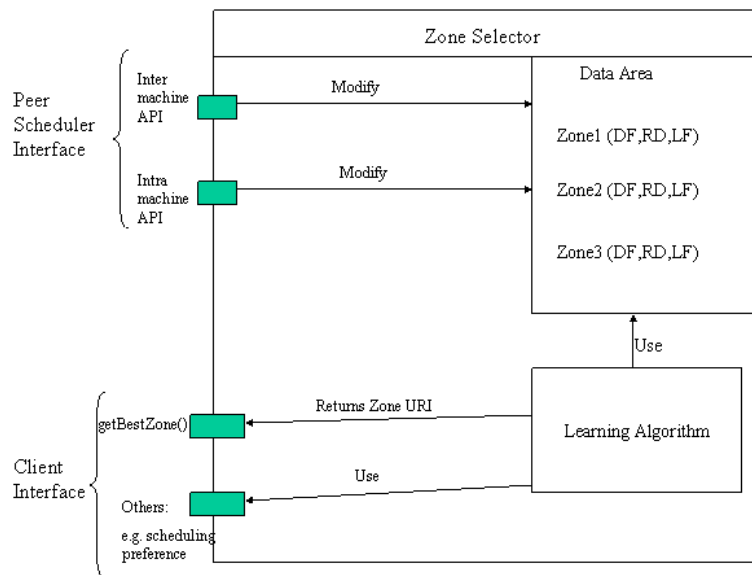 Zone Selector
Peer
Scheduler
Interface
Inter
machine
API
Modify
Data Area
Zone1 (DF,RD,LF)
Intra
machine
API
Modify
Zone2 (DF,RD,LF)
Zone3 (DF,RD,LF)
Use
Client
Interface
getBestZone()
Returns Zone URI
Learning Algorithm
Use
Others:
e.g. scheduling
preference